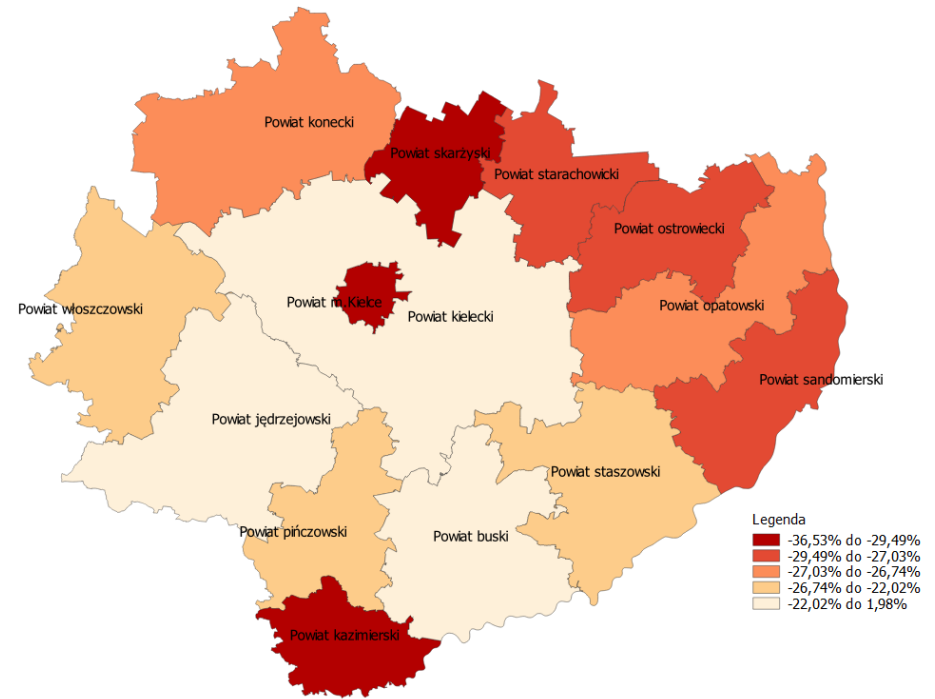 Powiat konecki
Powiat skarżyski
Powiat starachowicki
Powiat ostrowiecki
Powiat m.Kielce
Powiat opatowski
Powiat włoszczowski
Powiat kielecki
Powiat sandomierski
Powiat jędrzejowski
Powiat staszowski
Powiat pińczowski
Powiat buski
Powiat kazimierski
Legenda
-36,53% do -29,49%
-29,49% do -27,03%
-27,03% do -26,74%
-26,74% do -22,02%
-22,02% do 1,98%